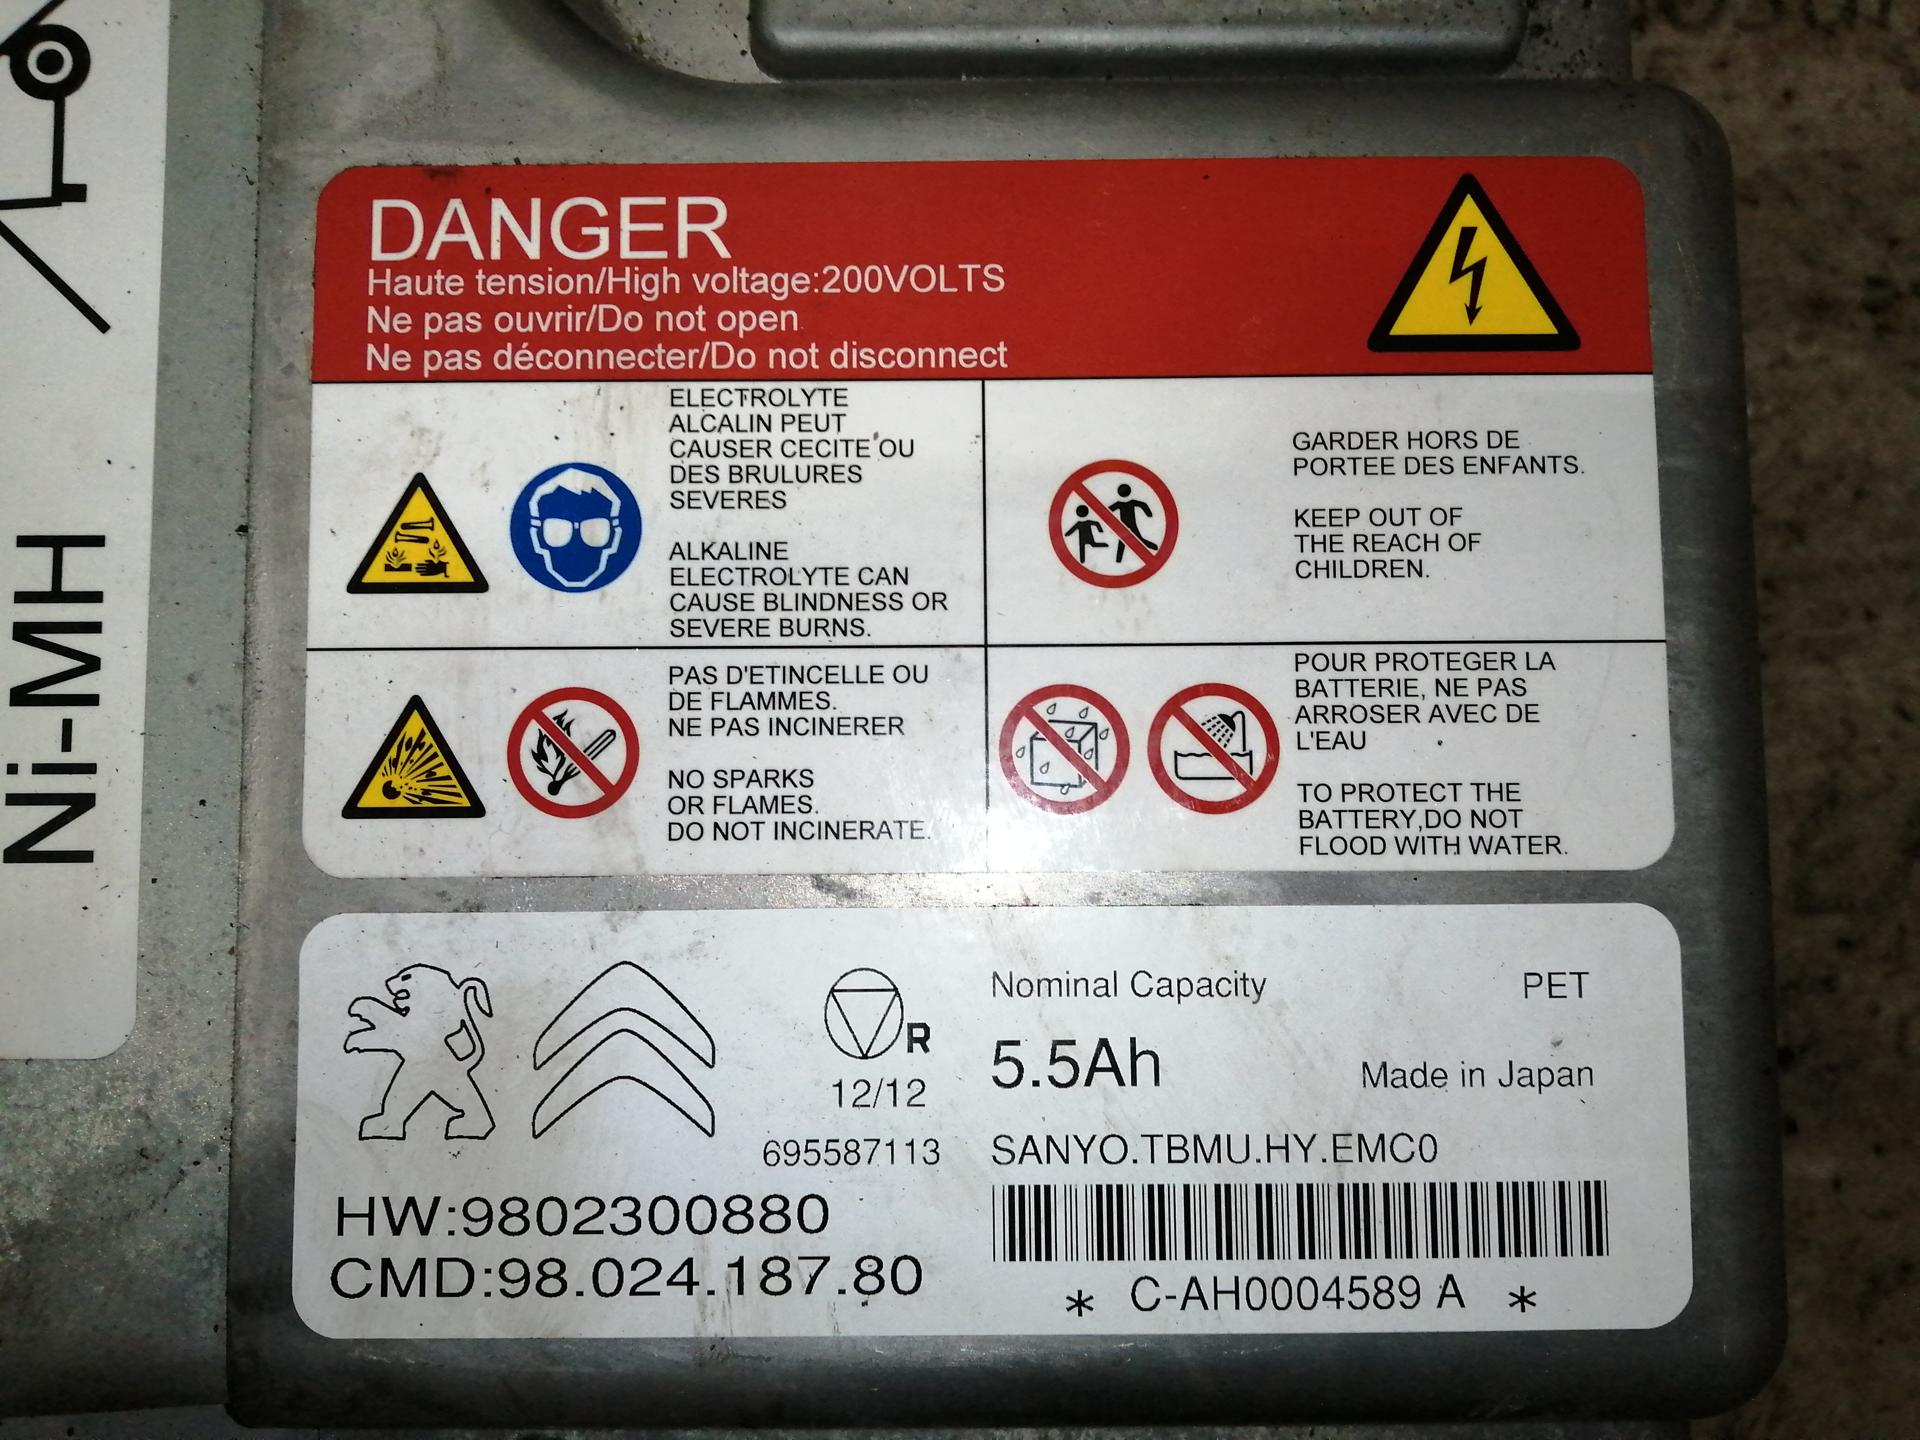 Ni-MH
DANGER
Haute tension/High voltage:200VOLTS
Ne pas ouvrir/Do not open
Ne pas déconnecter/Do not disconnect
ELECTROLYTE
ALCALIN PEUT
CAUSER CECITE OU
DES BRULURES
SEVERES
ALKALINE
ELECTROLYTE CAN
CAUSE BLINDNESS OR
SEVERE BURNS.
GARDER HORS DE
PORTEE DES ENFANTS.
KEEP OUT OF
THE REACH OF
CHILDREN.
PAS D'ETINCELLE OU
DE FLAMMES.
NE PAS INCINERER
NO SPARKS
OR FLAMES.
DO NOT INCINERATE.
POUR PROTEGER LA
BATTERIE, NE PAS
ARROSER AVEC DE
L'EAU
TO PROTECT THE
BATTERY,DO NOT
FLOOD WITH WATER.
R
12/12
695587113
HW:9802300880
CMD:98.024.187.80
Nominal Capacity
PET
5.5Ah
Made in Japan
SANYO.TBMU.HY.EMC0
* C-AH0004589 A *